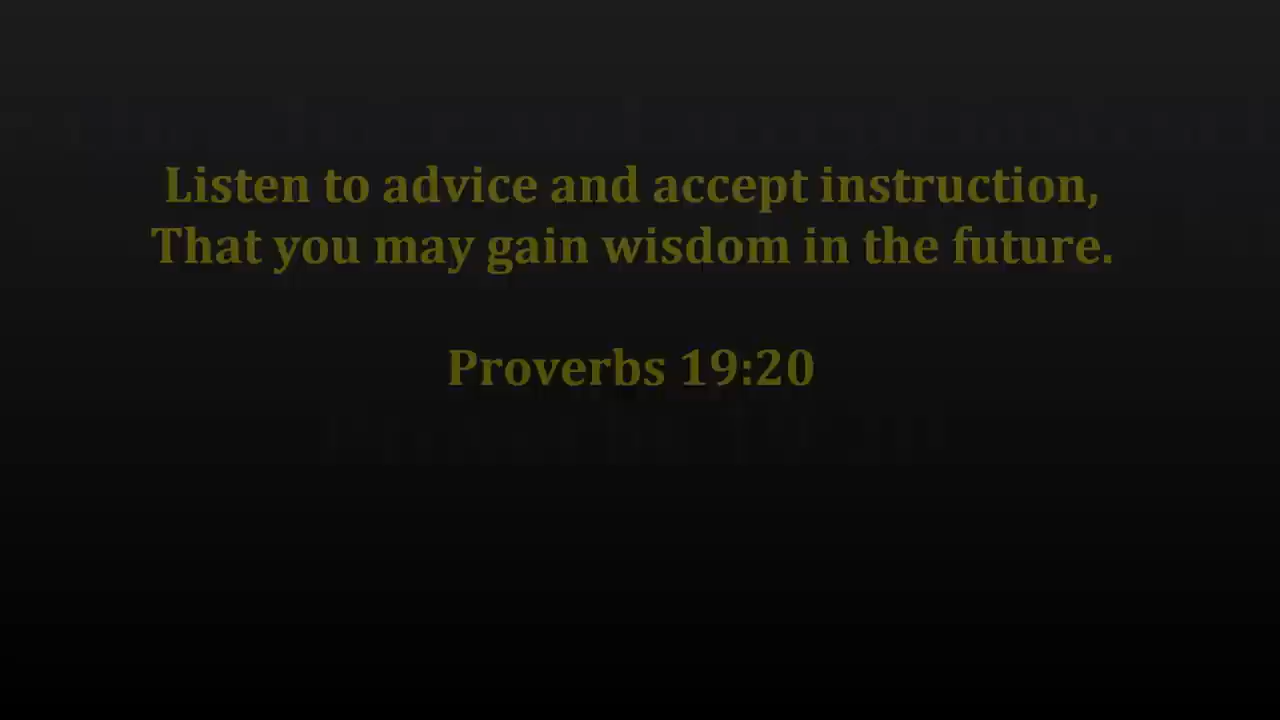 Listen to advice and accept instruction,
That you may gain wisdom in the future.
Proverbs 19:20